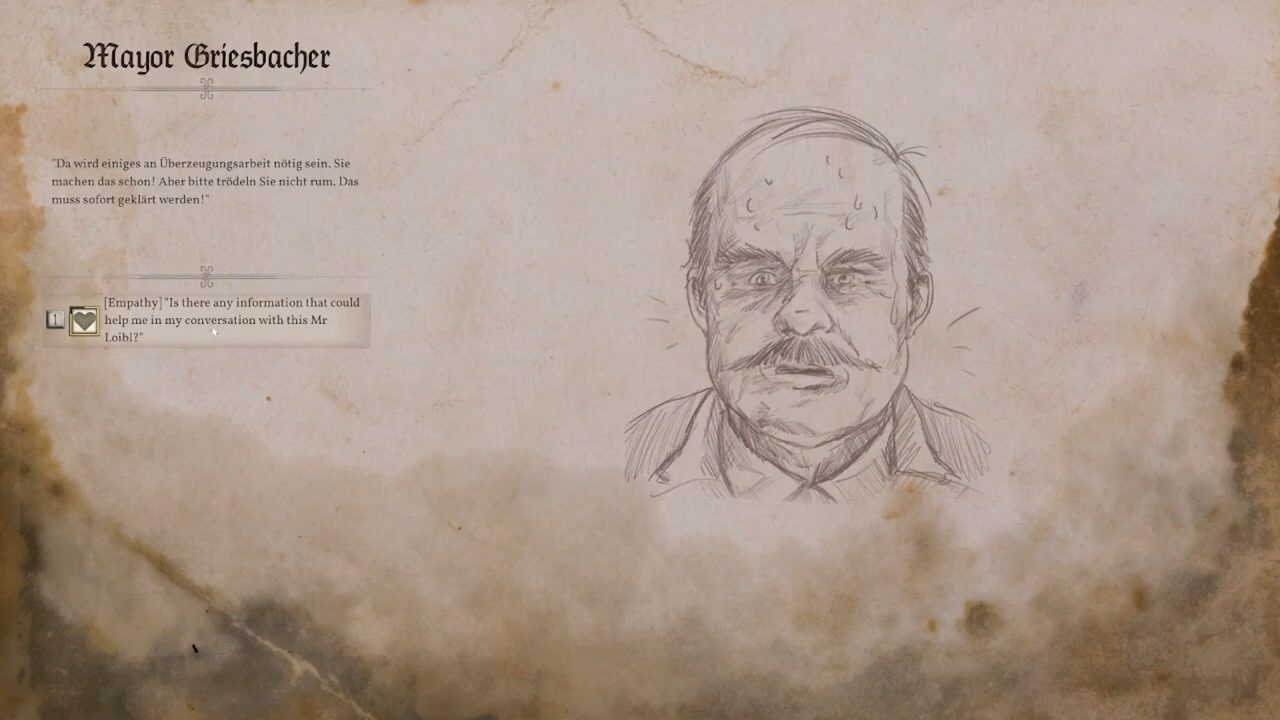 Mayor Griesbacher
"Da wird einiges an Überzeugungsarbeit nötig sein. Sie
machen das schon! Aber bitte trödeln Sie nicht rum. Das
muss sofort geklärt werden!"
1 [Empathy] "Is there any information that could
help me in my conversation with this Mr
Loibl?"